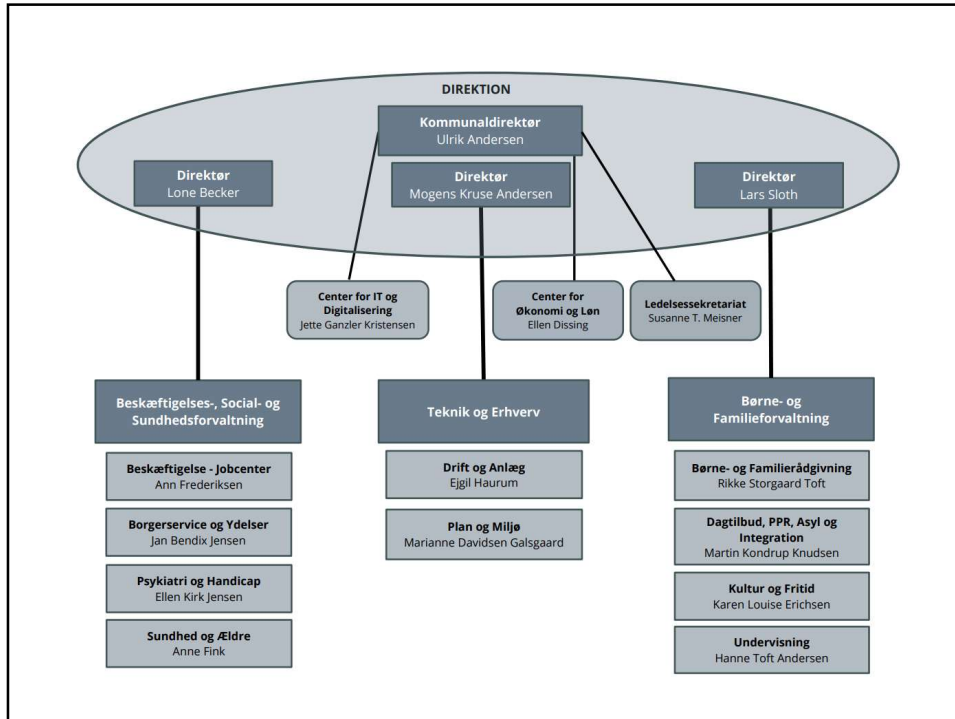 DIREKTION
Kommunaldirektør
Ulrik Andersen
Direktør
Lone Becker
Direktør
Mogens Kruse Andersen
Direktør
Lars Sloth
Center for IT og
Digitalisering
Jette Ganzler Kristensen
Center for
Økonomi og Løn
Ellen Dissing
Ledelsessekretariat
Susanne T. Meisner
Beskæftigelses-, Social- og
Sundhedsforvaltning
Beskæftigelse - Jobcenter
Ann Frederiksen
Borgerservice og Ydelser
Jan Bendix Jensen
Psykiatri og Handicap
Ellen Kirk Jensen
Sundhed og Ældre
Anne Fink
Teknik og Erhverv
Drift og Anlæg
Ejgil Haurum
Plan og Miljø
Marianne Davidsen Galsgaard
Børne- og
Familieforvaltning
Børne- og Familierådgivning
Rikke Storgaard Toft
Dagtilbud, PPR, Asyl og
Integration
Martin Kondrup Knudsen
Kultur og Fritid
Karen Louise Erichsen
Undervisning
Hanne Toft Andersen